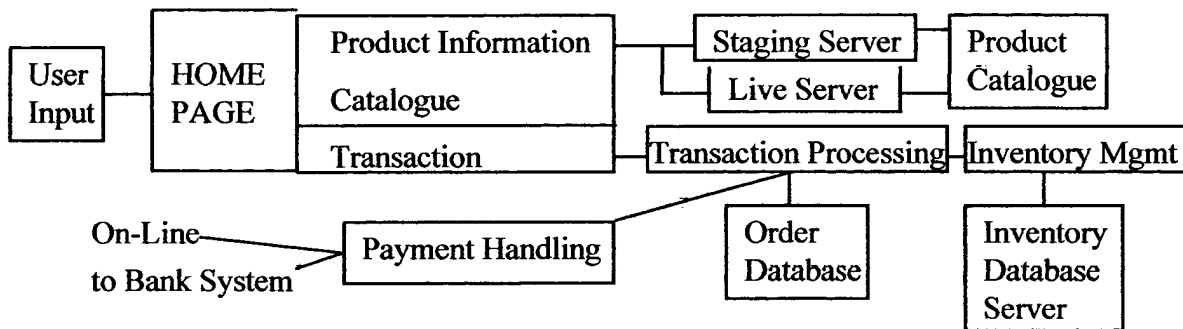 User
Input
HOME
PAGE
Product Information
Catalogue
Transaction
Staging Server
Live Server
Product
Catalogue
Transaction Processing
Inventory Mgmt
On-Line
to Bank System
Payment Handling
Order
Database
Inventory
Database
Server